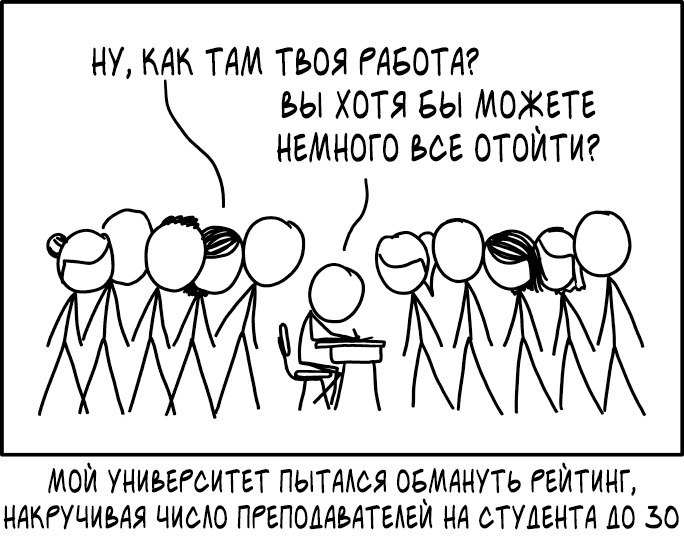 НУ, КАК ТАМ ТВОЯ РАБОТА?
ВЫ ХОТЯ БЫ МОЖЕТЕ
НЕМНОГО ВСЕ ОТОЙТИ?
МОЙ УНИВЕРСИТЕТ ПЫТАЛСЯ ОБМАНУТЬ РЕЙТИНГ,
НАКРУЧИВАЯ ЧИСЛО ПРЕПОДАВАТЕЛЕЙ НА СТУДЕНТА ДО 30